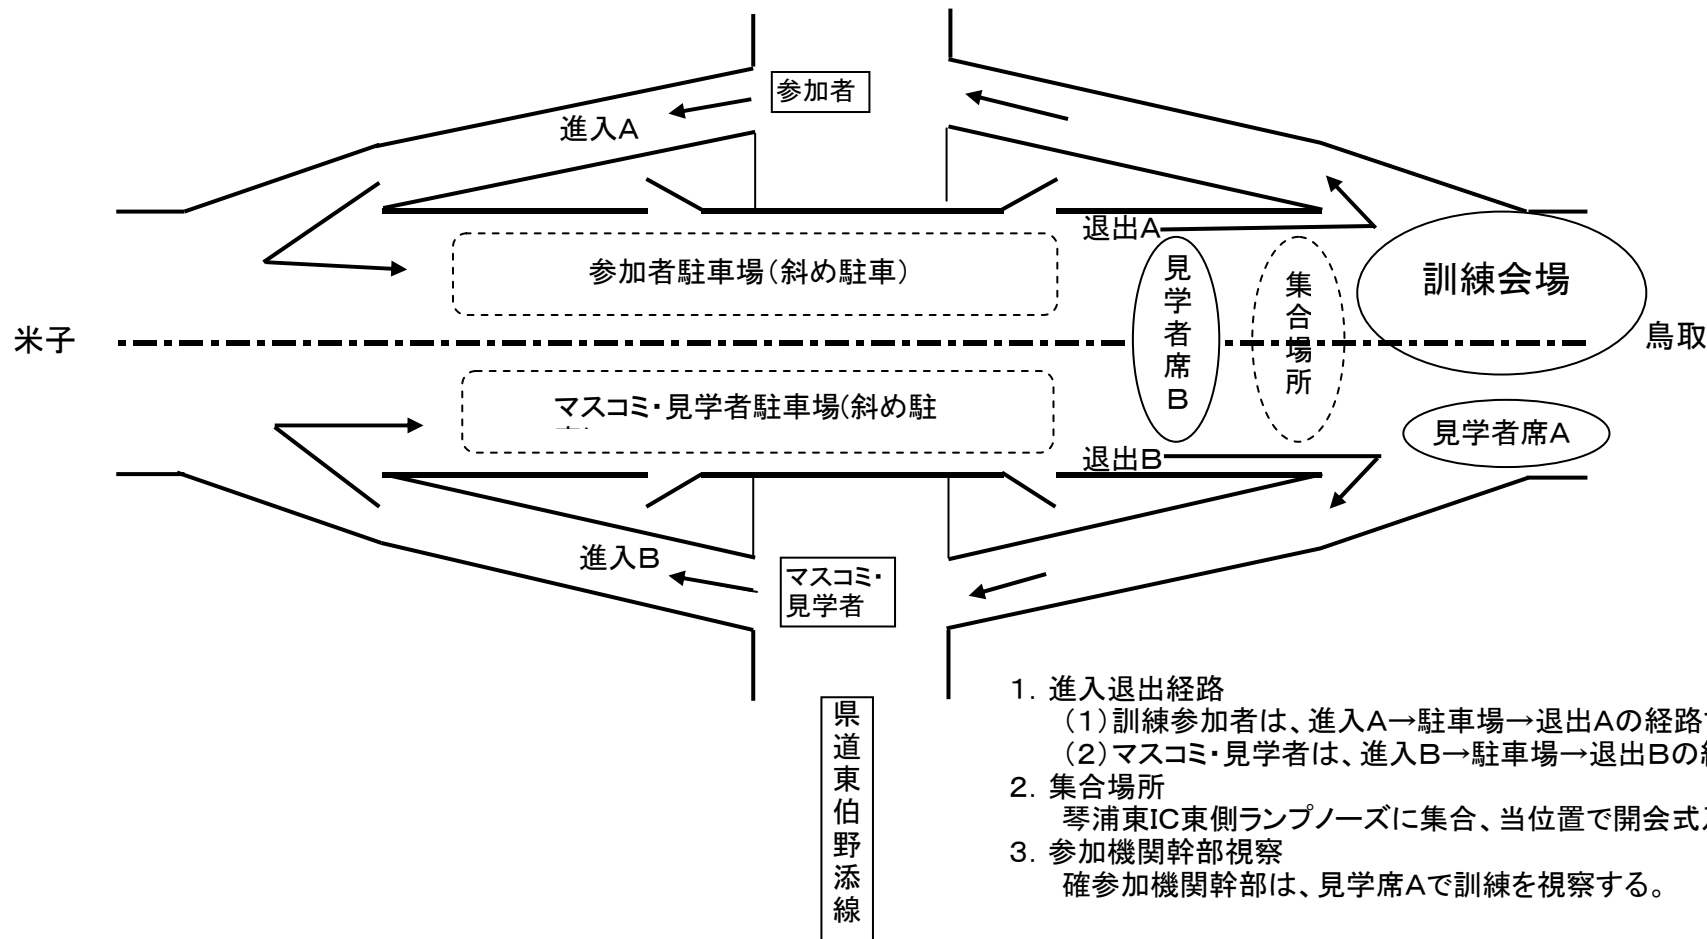 参加者
進入A
退出A
参加者駐車場(斜め駐車)
見学者席B
集合場所
訓練会場
米子
鳥取
マスコミ・見学者駐車場(斜め駐
見学者席A
退出B
進入B
マスコミ・
見学者
県道東伯野添線
1. 進入退出経路
(1)訓練参加者は、進入A→駐車場→退出Aの経路
(2)マスコミ・見学者は、進入B→駐車場→退出Bの
2. 集合場所
琴浦東IC東側ランプノーズに集合、当位置で開会式
3. 参加機関幹部視察
確参加機関幹部は、見学席Aで訓練を視察する。